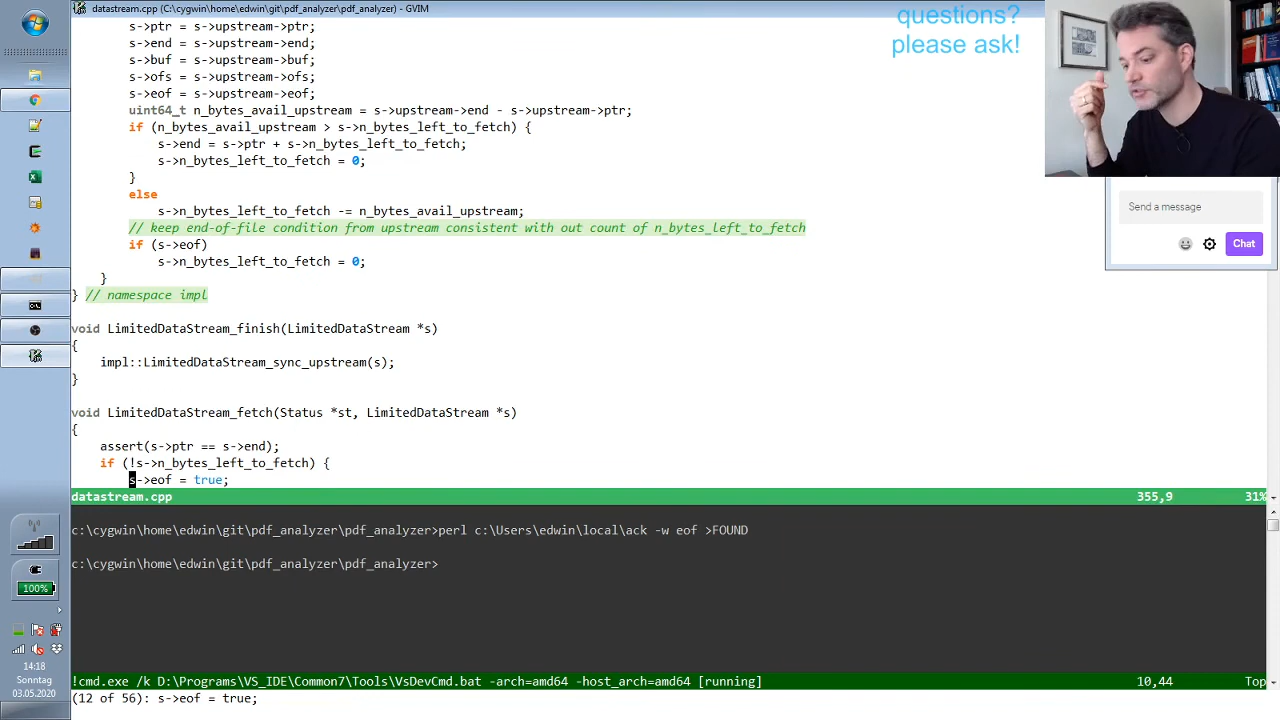 datastream.cpp (C:\cygwin\home\edwin\git\pdf_analyzer\pdf_analyzer) - GVIM
questions?
please ask!
s->ptr = s->upstream->ptr;
s->end = s->upstream->end;
s->buf = s->upstream->buf;
s->ofs = s->upstream->ofs;
s->eof = s->upstream->eof;
uint64_t n_bytes_avail_upstream = s->upstream->end - s->upstream->ptr;
if (n_bytes_avail_upstream > s->n_bytes_left_to_fetch) {
s->end = s->ptr + s->n_bytes_left_to_fetch;
s->n_bytes_left_to_fetch = 0;
}
else
s->n_bytes_left_to_fetch -= n_bytes_avail_upstream;
// keep end-of-file condition from upstream consistent with out count of n_bytes_left_to_fetch
if (s->eof)
s->n_bytes_left_to_fetch = 0;
}
} // namespace impl
void LimitedDataStream_finish(LimitedDataStream *s)
{
impl::LimitedDataStream_sync_upstream(s);
}
void LimitedDataStream_fetch(Status *st, LimitedDataStream *s)
{
assert(s->ptr == s->end);
if (!s->n_bytes_left_to_fetch) {
s->eof = true;
datastream.cpp 355,9 31%
c:\cygwin\home\edwin\git\pdf_analyzer\pdf_analyzer>perl c:\Users\edwin\local\ack -w eof >FOUND
c:\cygwin\home\edwin\git\pdf_analyzer\pdf_analyzer>
!cmd.exe /k D:\Programs\VS_IDE\Common7\Tools\VsDevCmd.bat -arch=amd64 -host_arch=amd64 [running] 10,44 Top
(12 of 56): s->eof = true;
Send a message
Chat
100%
14:18
Sonntag
03.05.2020